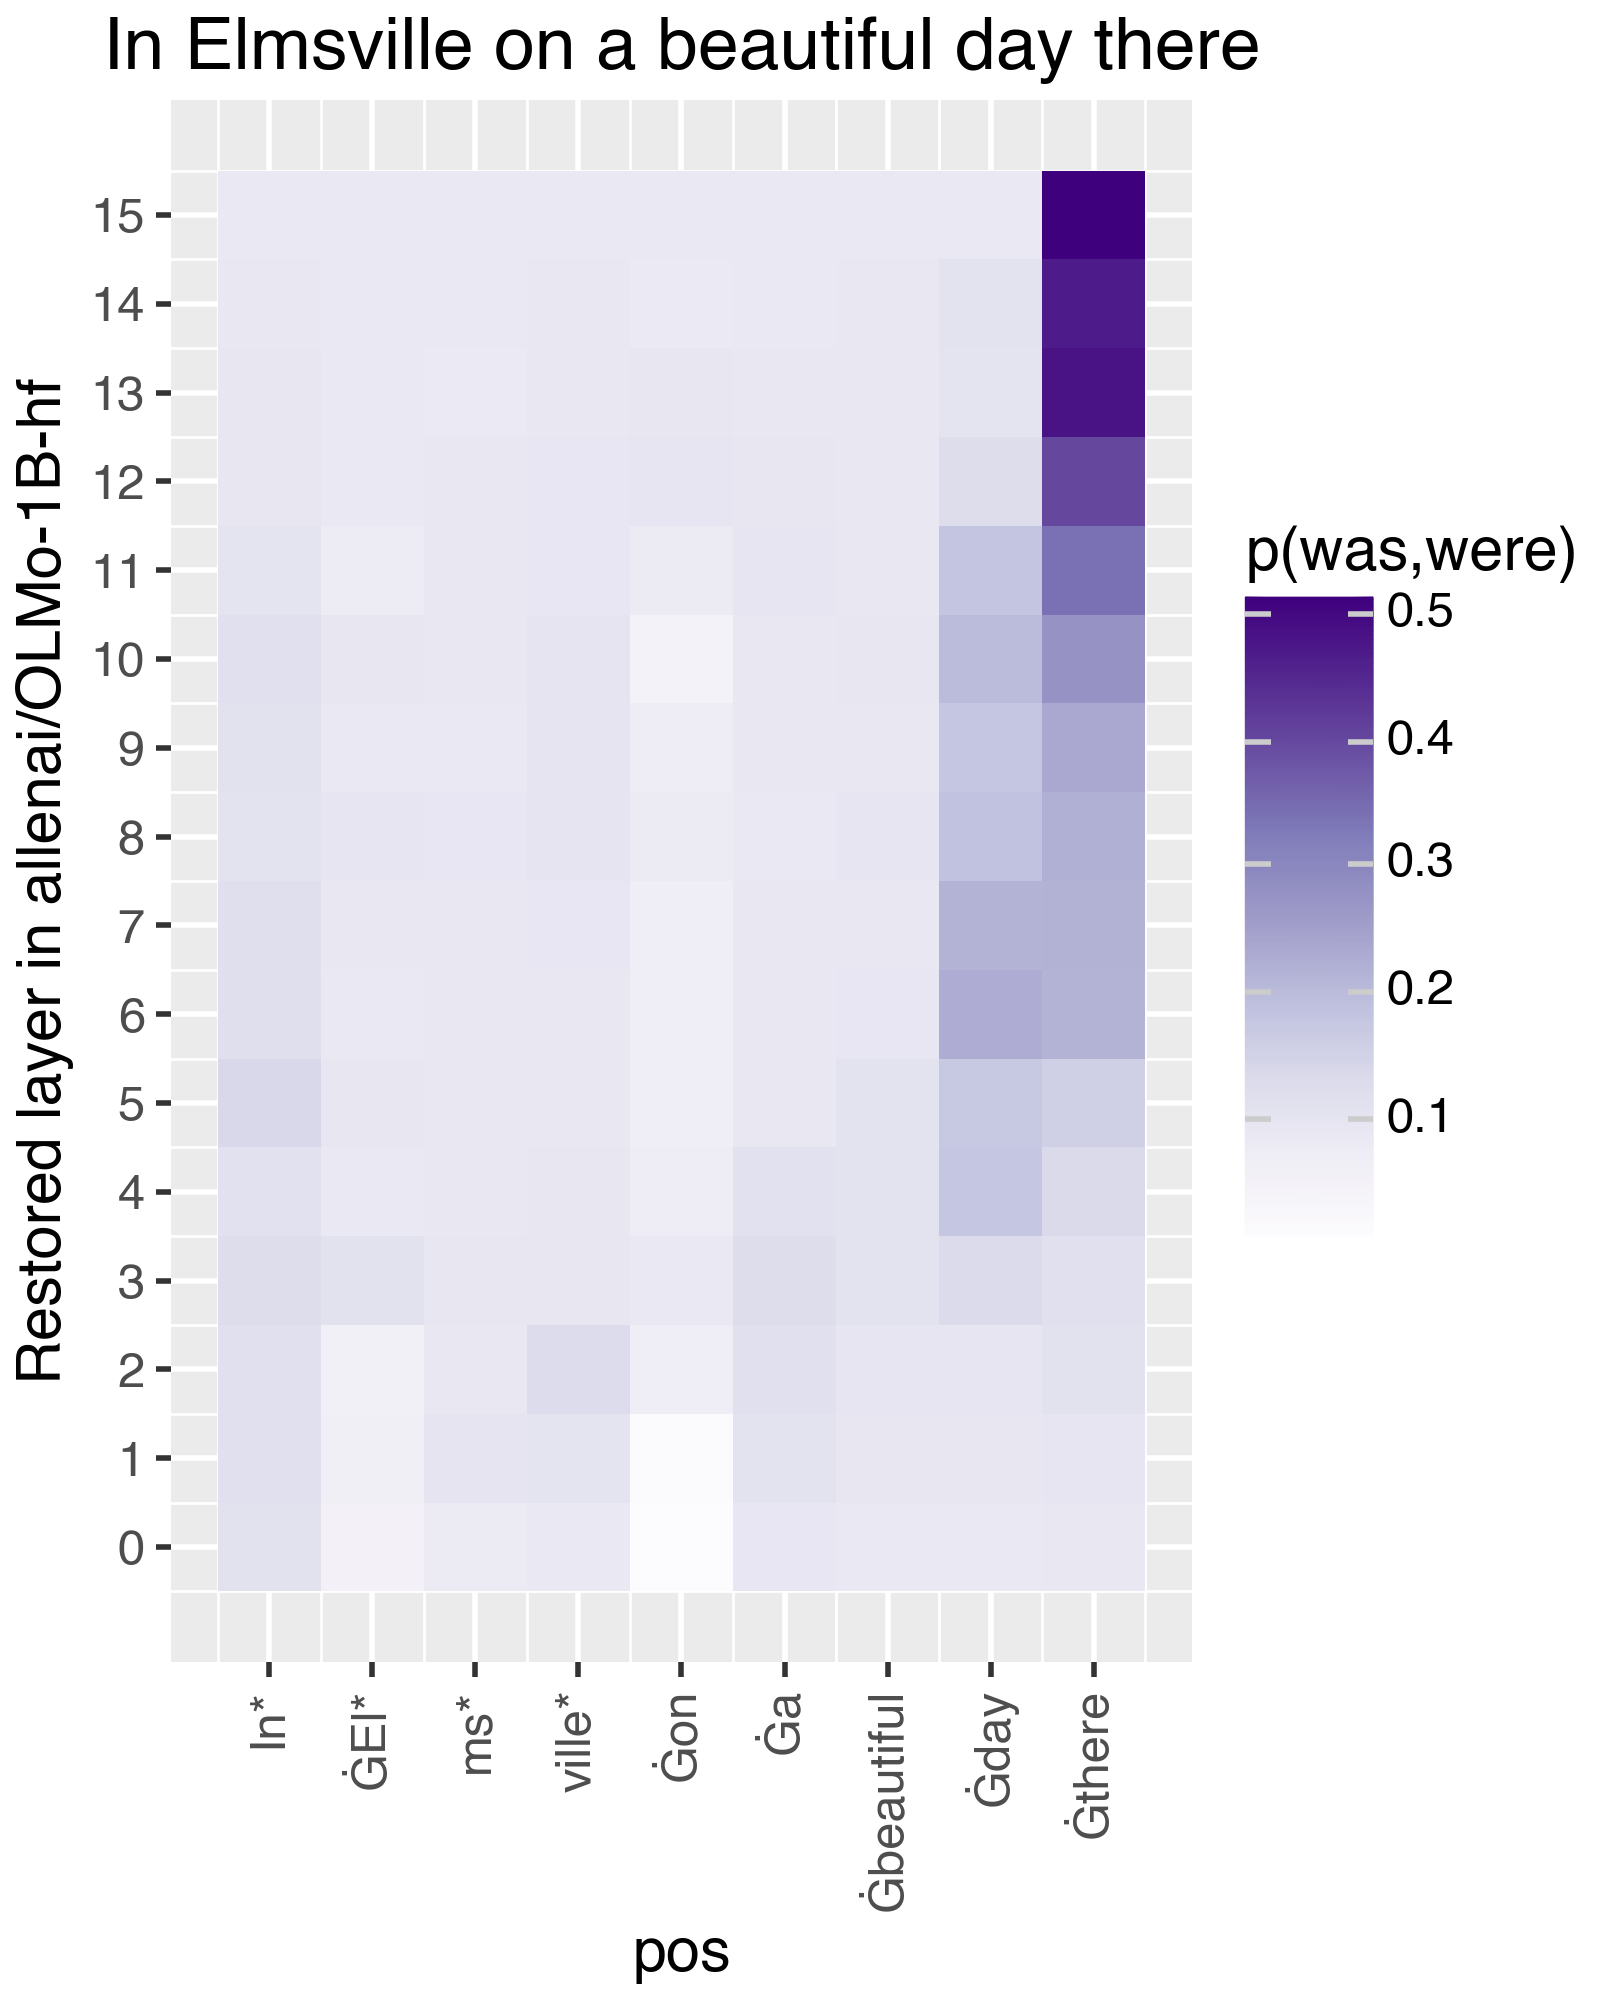 In Elmsville on a beautiful day there
Restored layer in allenai/OLMo-1B-hf
15
14
13
12
11
10
9
8
7
6
5
4
3
2
1
0
In*
ĠEl*
ms*
ville*
Ġon
Ġa
Ġbeautiful
Ġday
Ġthere
pos
p(was,were)
0.5
0.4
0.3
0.2
0.1